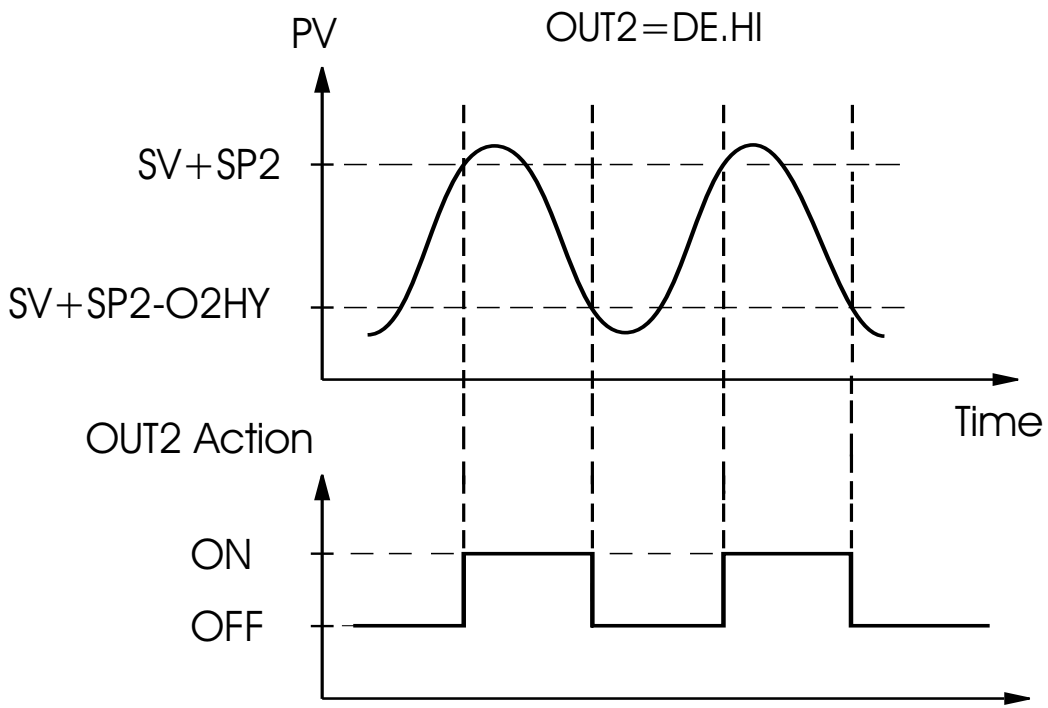 PV
OUT2=DE.HI
SV+SP2
SV+SP2-O2HY
Time
OUT2 Action
ON
OFF